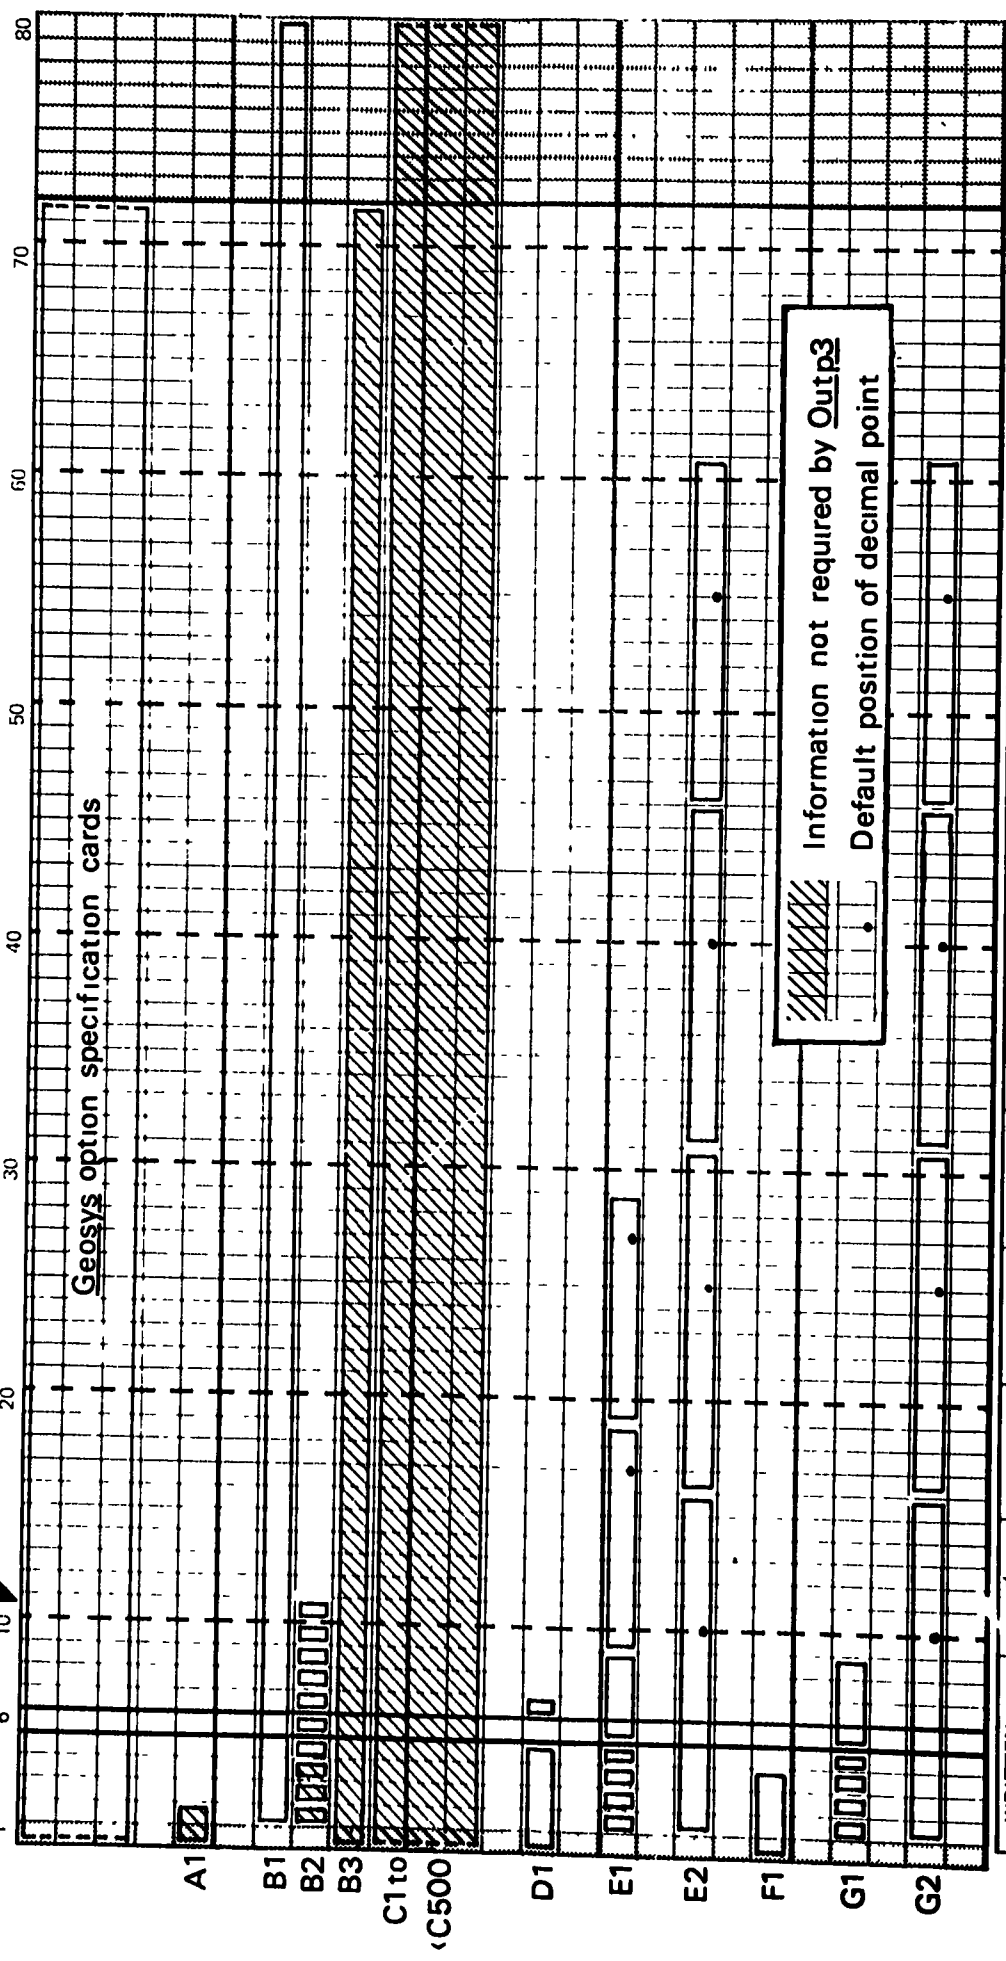 6 10 20 30 40 50 60 70 80
Geosys option specification cards
A1
B1
B2
B3
C1 to
‹C500
D1
E1
E2
F1
G1
G2
Information not required by Outp3
Default position of decimal point